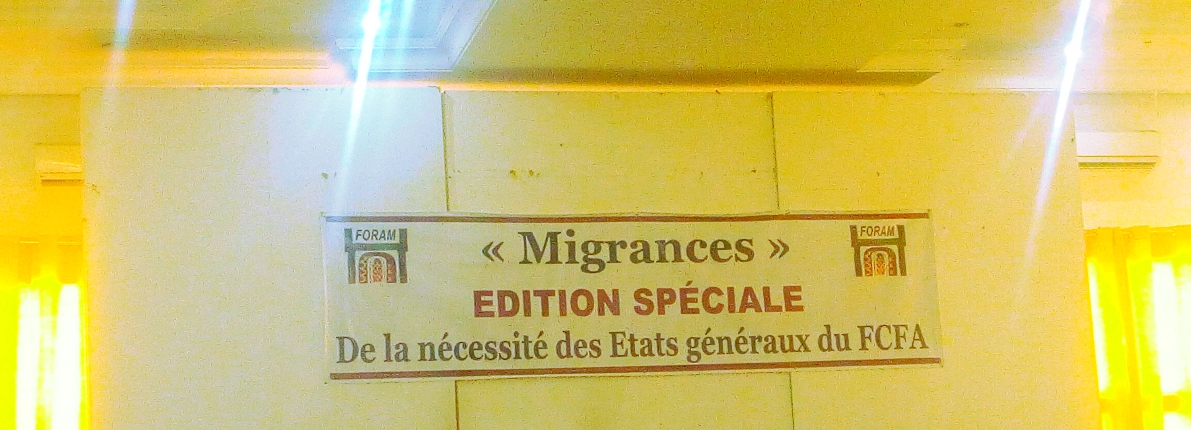 FORAM
« Migrances »
FORAM
EDITION SPÉCIALE
De la nécessité des Etats généraux du FCFA